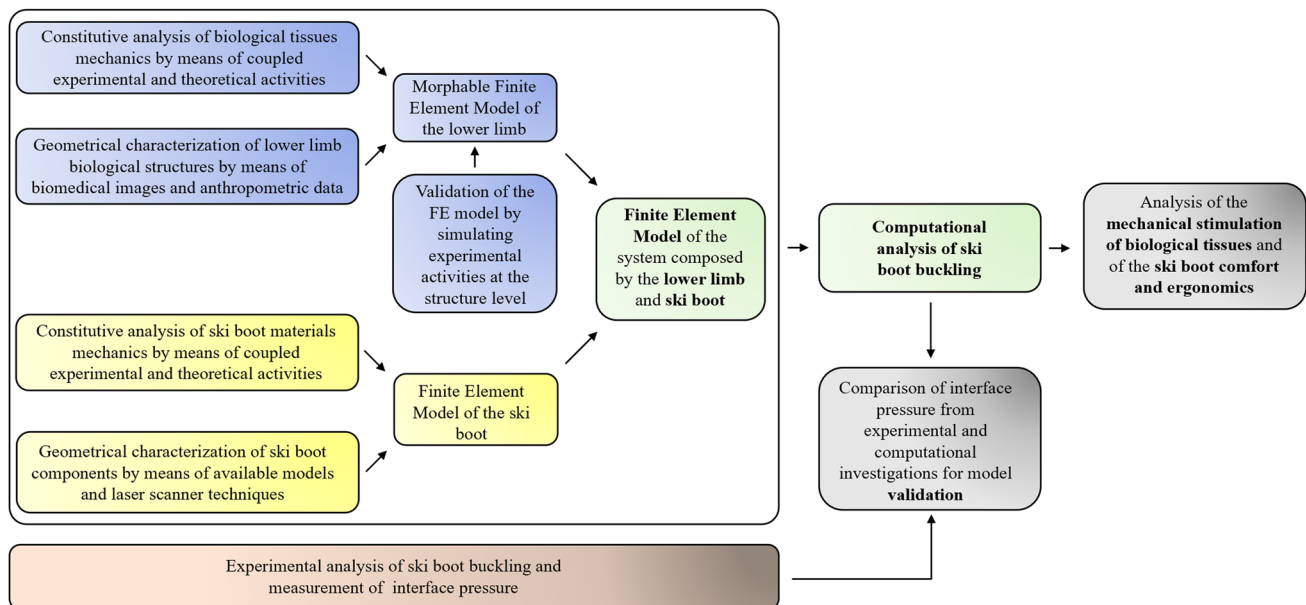 Constitutive analysis of biological tissues
mechanics by means of coupled
experimental and theoretical activities
Geometrical characterization of lower limb
biological structures by means of
biomedical images and anthropometric data
Morphable Finite
Element Model of
the lower limb
Validation of the
FE model by
simulating
experimental
activities at the
structure level
Constitutive analysis of ski boot materials
mechanics by means of coupled
experimental and theoretical activities
Geometrical characterization of ski boot
components by means of available models
and laser scanner techniques
Finite Element
Model of the ski
boot
Finite Element
Model of the
system composed
by the lower limb
and ski boot
Computational
analysis of ski
boot buckling
Analysis of the
mechanical stimulation
of biological tissues and
of the ski boot comfort
and ergonomics
Comparison of interface
pressure from
experimental and
computational
investigations for model
validation
Experimental analysis of ski boot buckling and
measurement of interface pressure